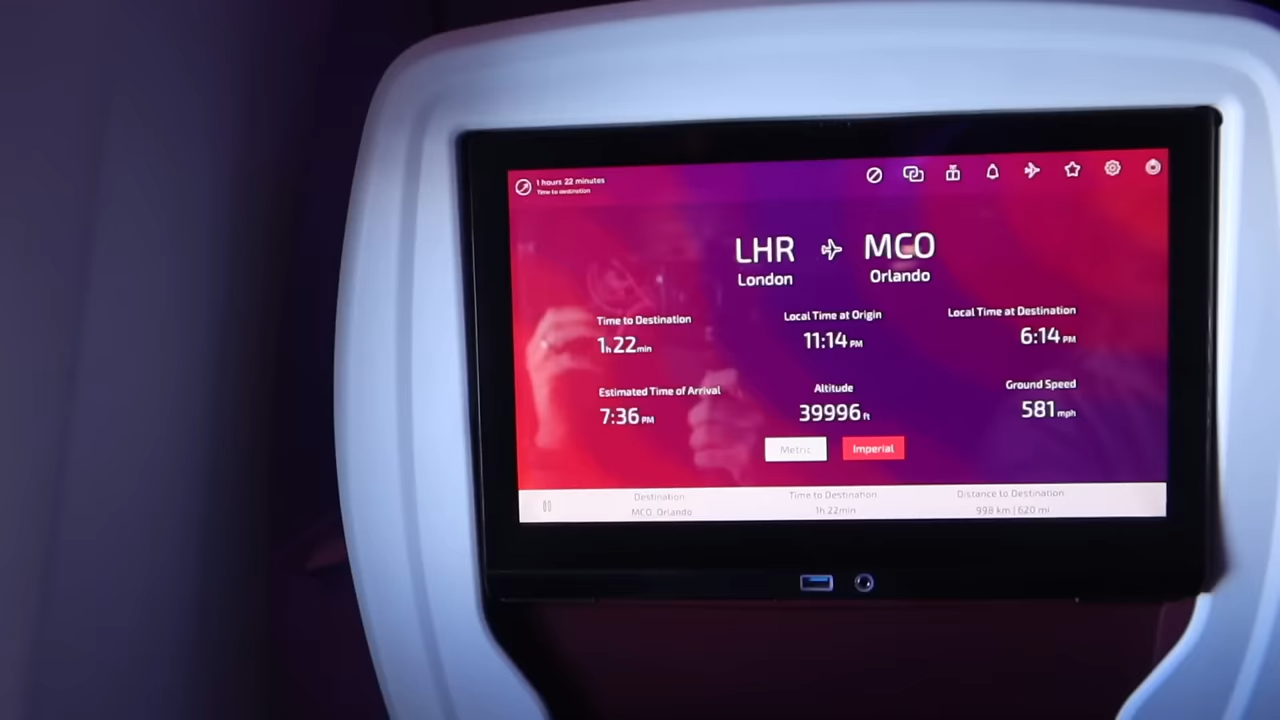 1 hours 22 minutes
Time to destination
LHR MCO
London Orlando
Time to Destination Local Time at Origin Local Time at Destination
1h 22min 11:14 PM 6:14 PM
Estimated Time of Arrival Altitude Ground Speed
7:36 PM 39996 ft 581 mph
Metric Imperial
Destination Time to Destination Distance to Destination
MCO Orlando 1h 22min 998 km | 620 mi